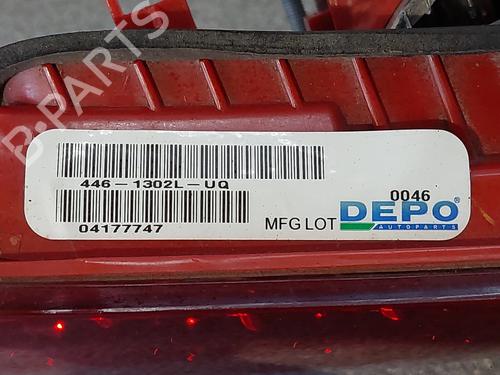 B-PARTS
446-1302L-UQ
04177747
MFG LOT
0046
DEPO®
AUTOPARTS